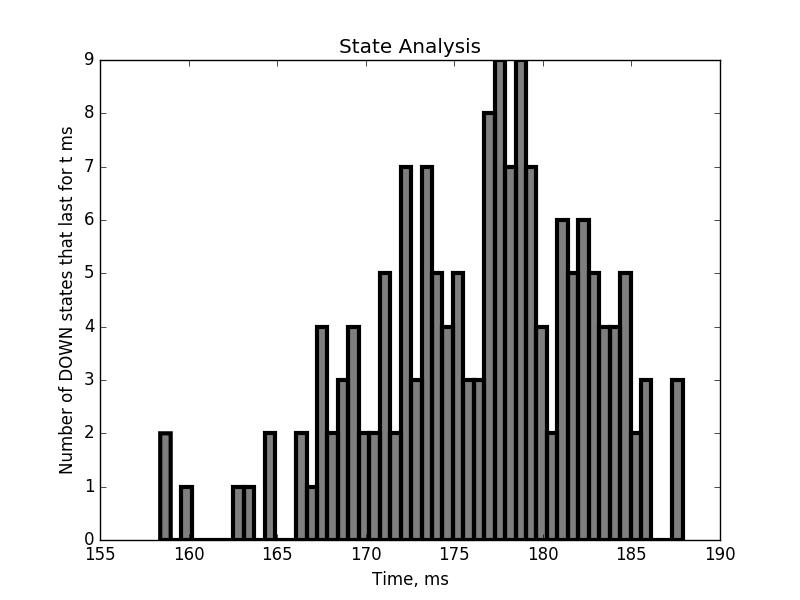 State Analysis
Number of DOWN states that last for t ms
9
8
7
6
5
4
3
2
1
0
155 160 165 170 175 180 185 190
Time, ms